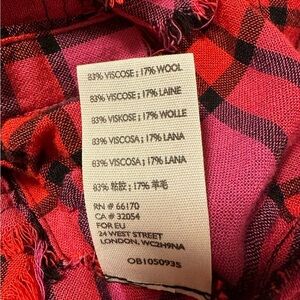 83% VISCOSE ; 17% WOOL
83% VISCOSE ; 17% LAINE
83% VISKOSE ; 17% WOLLE
83% VISCOSA ; 17% LANA
83% VISCOSA ; 17% LANA
83% 粘胶 ; 17% 羊毛
RN # 66170
CA # 32054
FOR EU
24 WEST STREET
LONDON, WC2H9NA
OB1050935